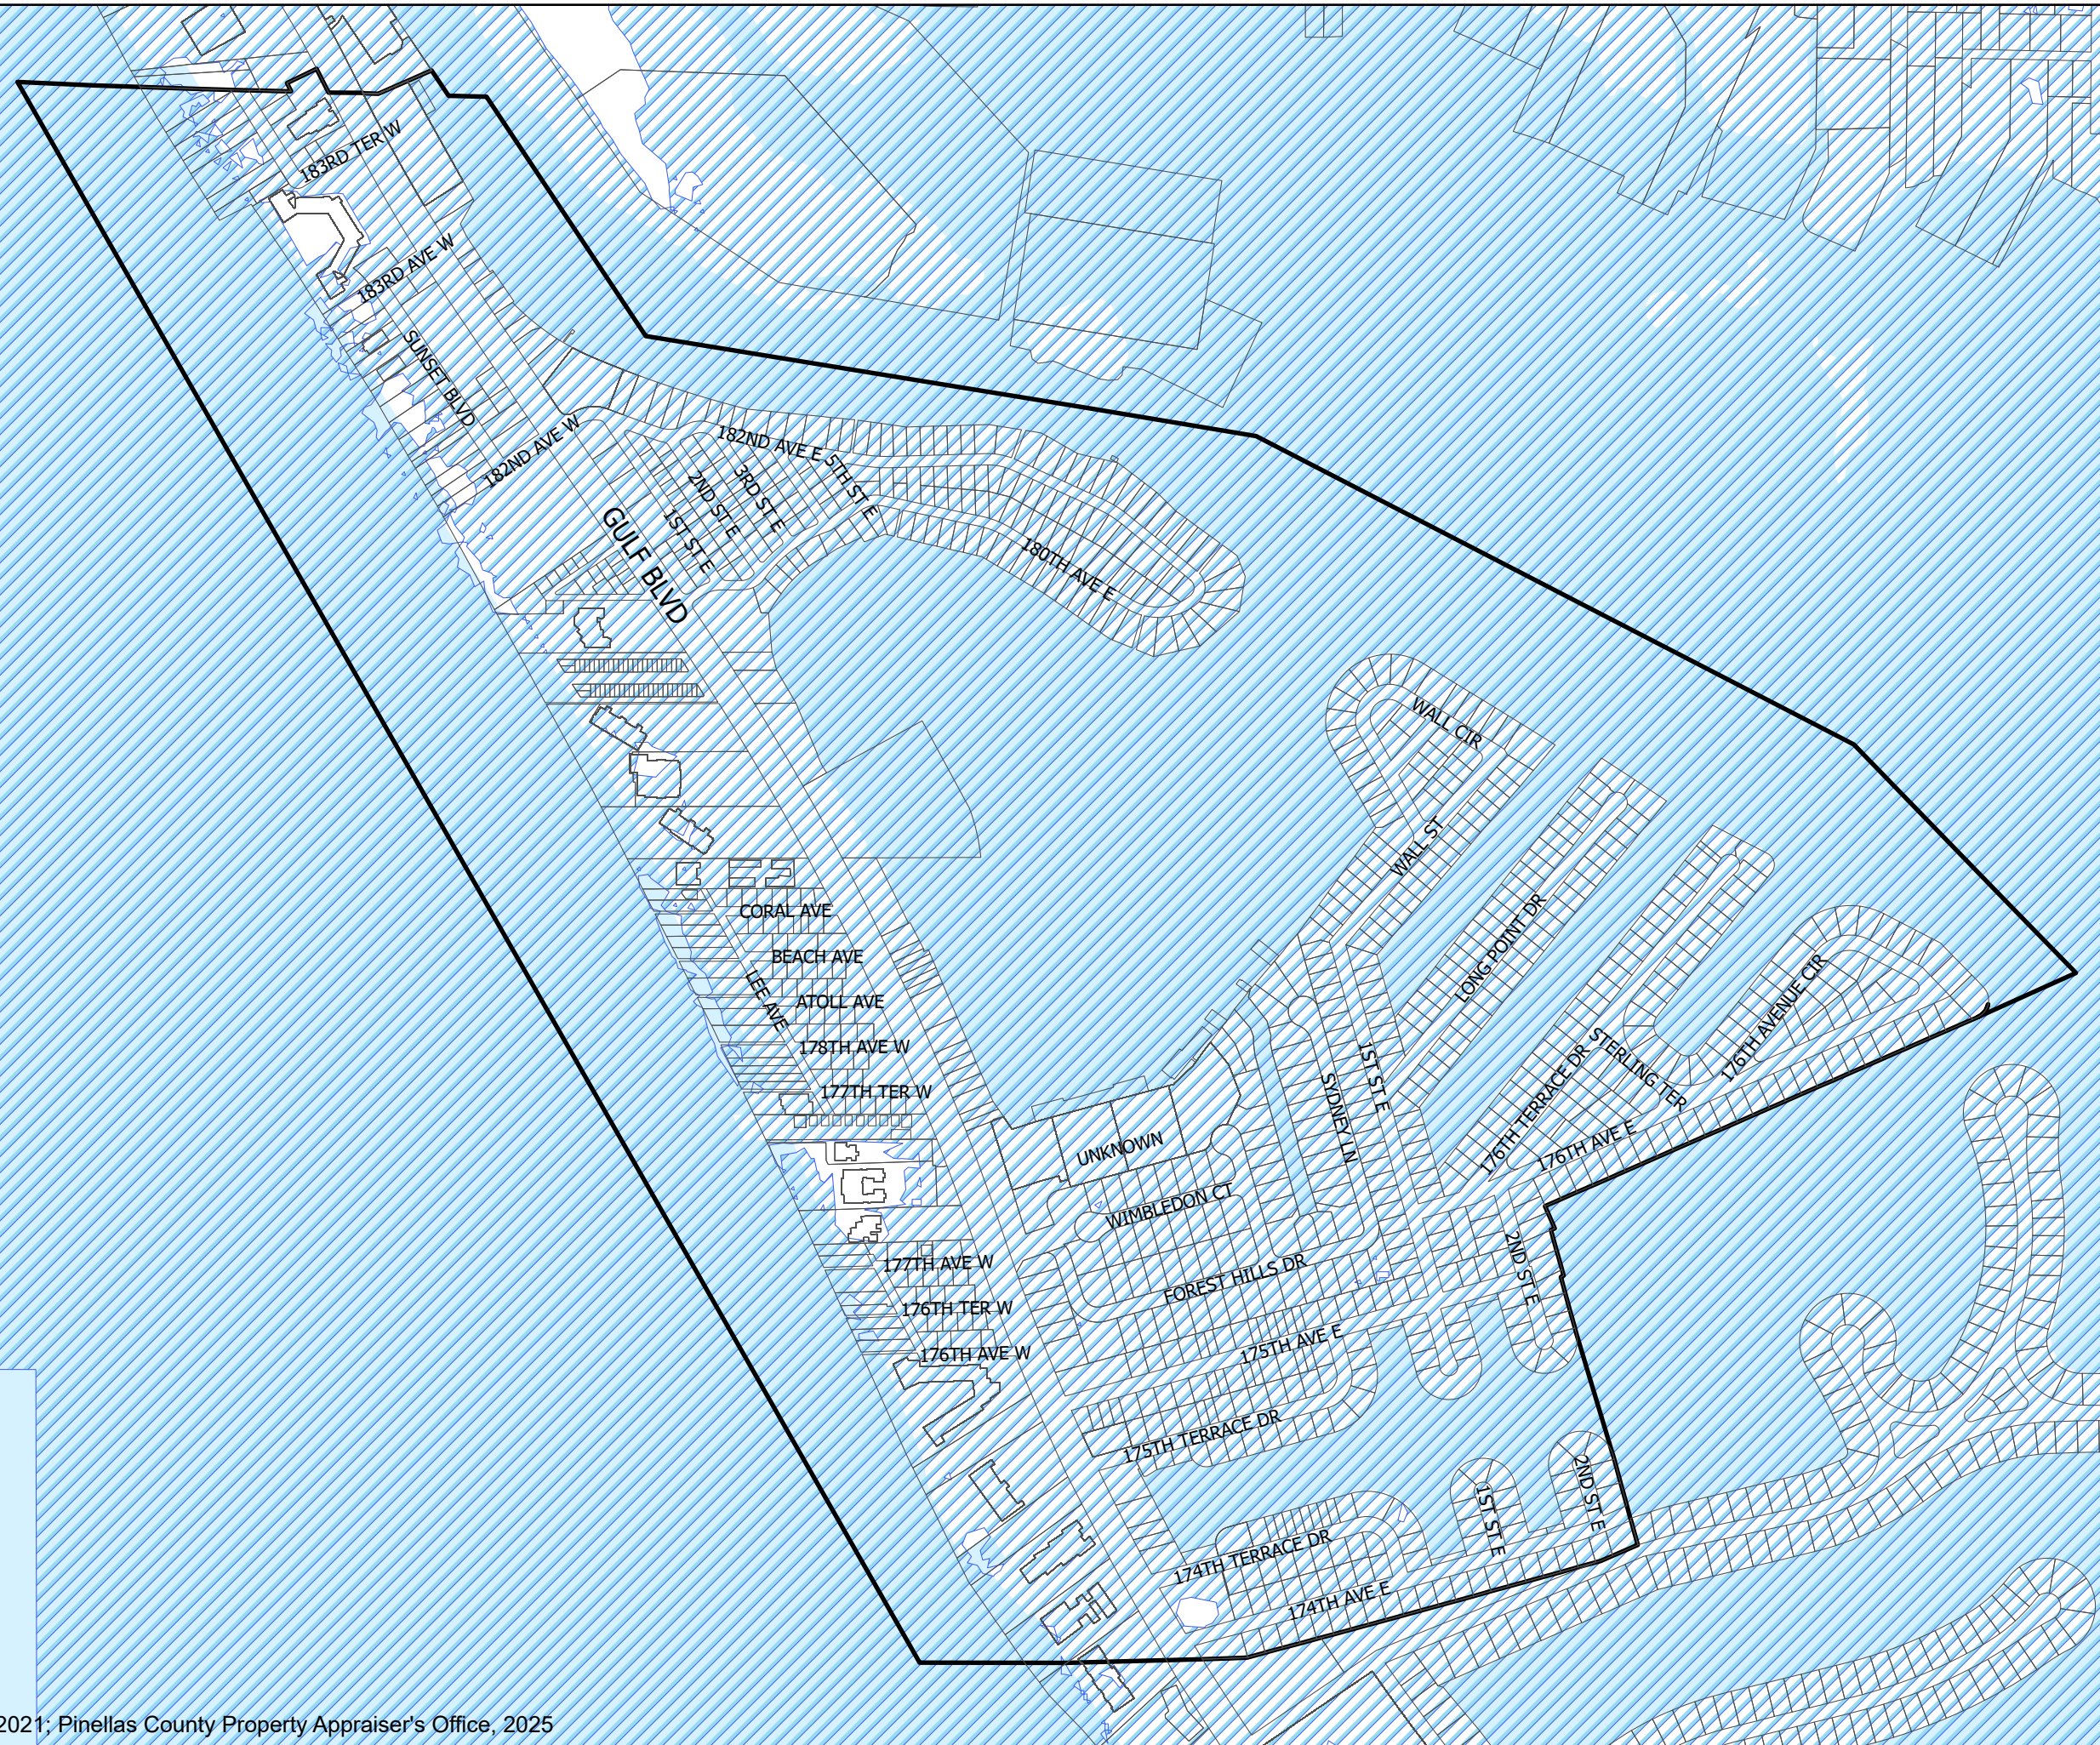 183RD TER W
183RD AVE W
SUNSET BLVD
182ND AVE W
182ND AVE E
5TH ST E
3RD ST E
2ND ST E
1ST ST E
GULF BLVD
180TH AVE E
WALL CIR
WALL ST
LONG POINT DR
CORAL AVE
BEACH AVE
LEE AVE
ATOLL AVE
178TH AVE W
177TH TER W
176TH AVENUE CIR
STERLING TER
176TH TERRACE DR
176TH AVE E
1ST ST E
SYDNEY LN
UNKNOWN
WIMBLEDON CT
FOREST HILLS DR
2ND ST E
177TH AVE W
176TH TER W
176TH AVE W
175TH AVE E
175TH TERRACE DR
1ST ST E
2ND ST E
174TH TERRACE DR
174TH AVE E
2021; Pinellas County Property Appraiser's Office, 2025